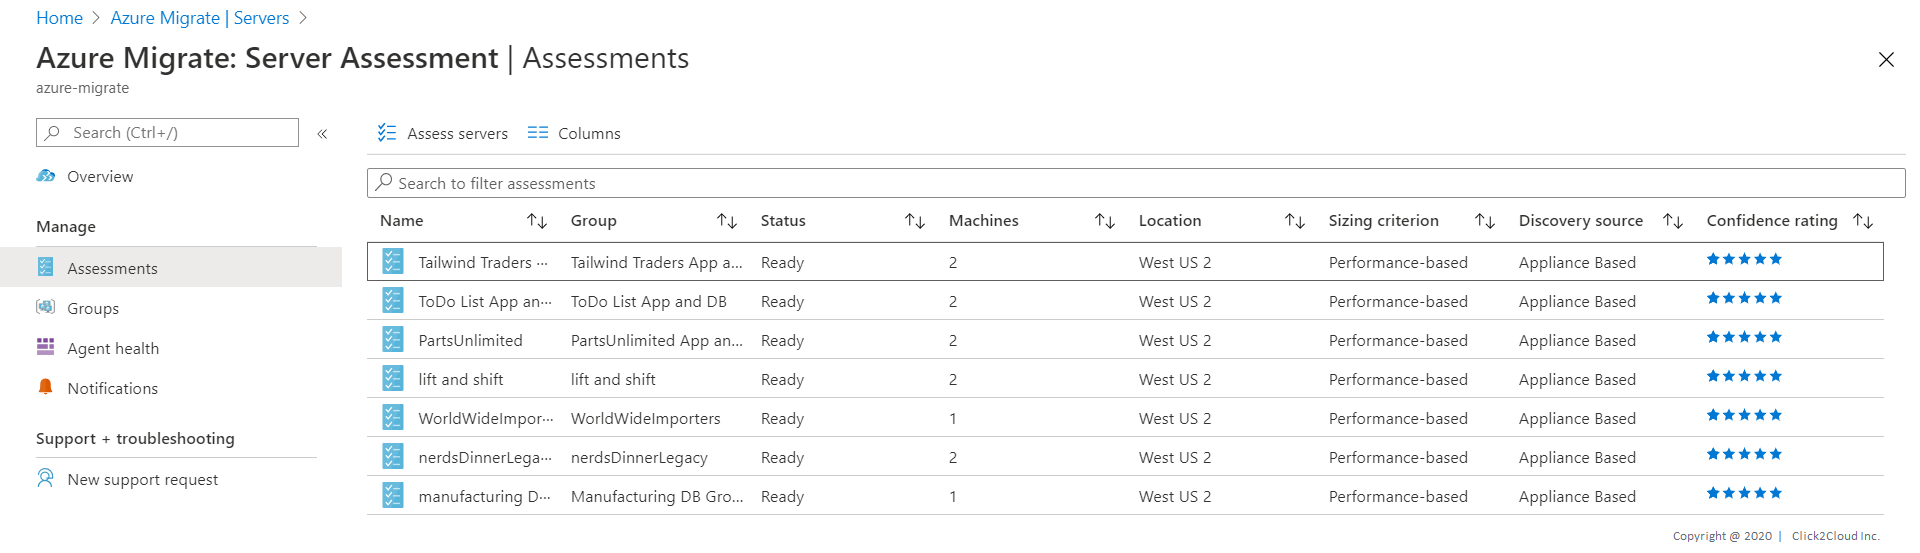 Home > Azure Migrate | Servers >
Azure Migrate: Server Assessment | Assessments
azure-migrate
Search (Ctrl+/) «
Overview
Manage
Assessments
Groups
Agent health
Notifications
Support + troubleshooting
New support request
Assess servers Columns
Search to filter assessments
Name Group Status Machines Location Sizing criterion Discovery source Confidence rating
Tailwind Traders ··· Tailwind Traders App a... Ready 2 West US 2 Performance-based Appliance Based
ToDo List App an··· ToDo List App and DB Ready 2 West US 2 Performance-based Appliance Based
PartsUnlimited PartsUnlimited App an... Ready 2 West US 2 Performance-based Appliance Based
lift and shift lift and shift Ready 2 West US 2 Performance-based Appliance Based
WorldWideImpor··· WorldWideImporters Ready 1 West US 2 Performance-based Appliance Based
nerdsDinnerLega··· nerdsDinnerLegacy Ready 2 West US 2 Performance-based Appliance Based
manufacturing D··· Manufacturing DB Gro... Ready 1 West US 2 Performance-based Appliance Based
Copyright @ 2020 | Click2Cloud Inc.